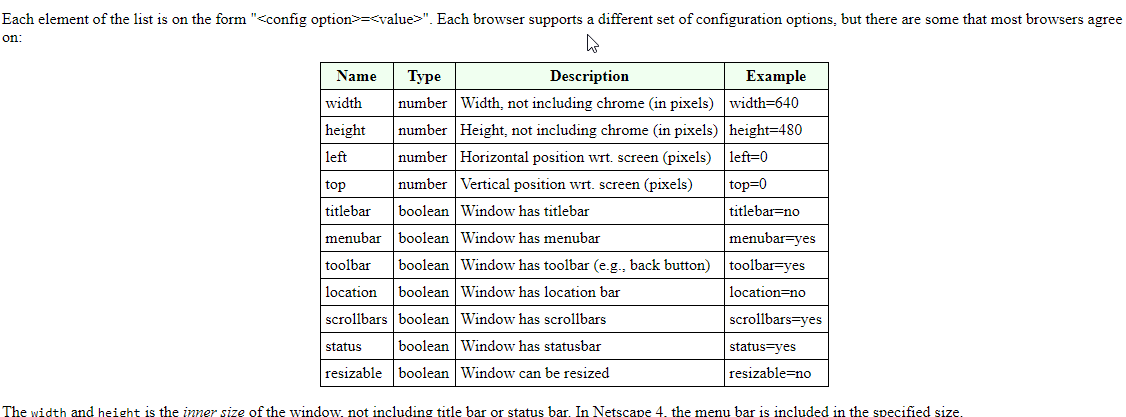 Each element of the list is on the form "<config option>=<value>". Each browser supports a different set of configuration options, but there are some that most browsers agree
on:
Name Type Description Example
width number Width, not including chrome (in pixels) width=640
height number Height, not including chrome (in pixels) height=480
left number Horizontal position wrt. screen (pixels) left=0
top number Vertical position wrt. screen (pixels) top=0
titlebar boolean Window has titlebar titlebar=no
menubar boolean Window has menubar menubar=yes
toolbar boolean Window has toolbar (e.g., back button) toolbar=yes
location boolean Window has location bar location=no
scrollbars boolean Window has scrollbars scrollbars=yes
status boolean Window has statusbar status=yes
resizable boolean Window can be resized resizable=no
The width and height is the inner size of the window, not including title bar or status bar. In Netscape 4, the menu bar is included in the specified size.